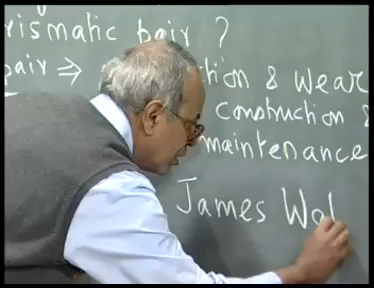 rismatic pair ?
pair ⇒ tion & wear
construction &
maintenance
James Wa